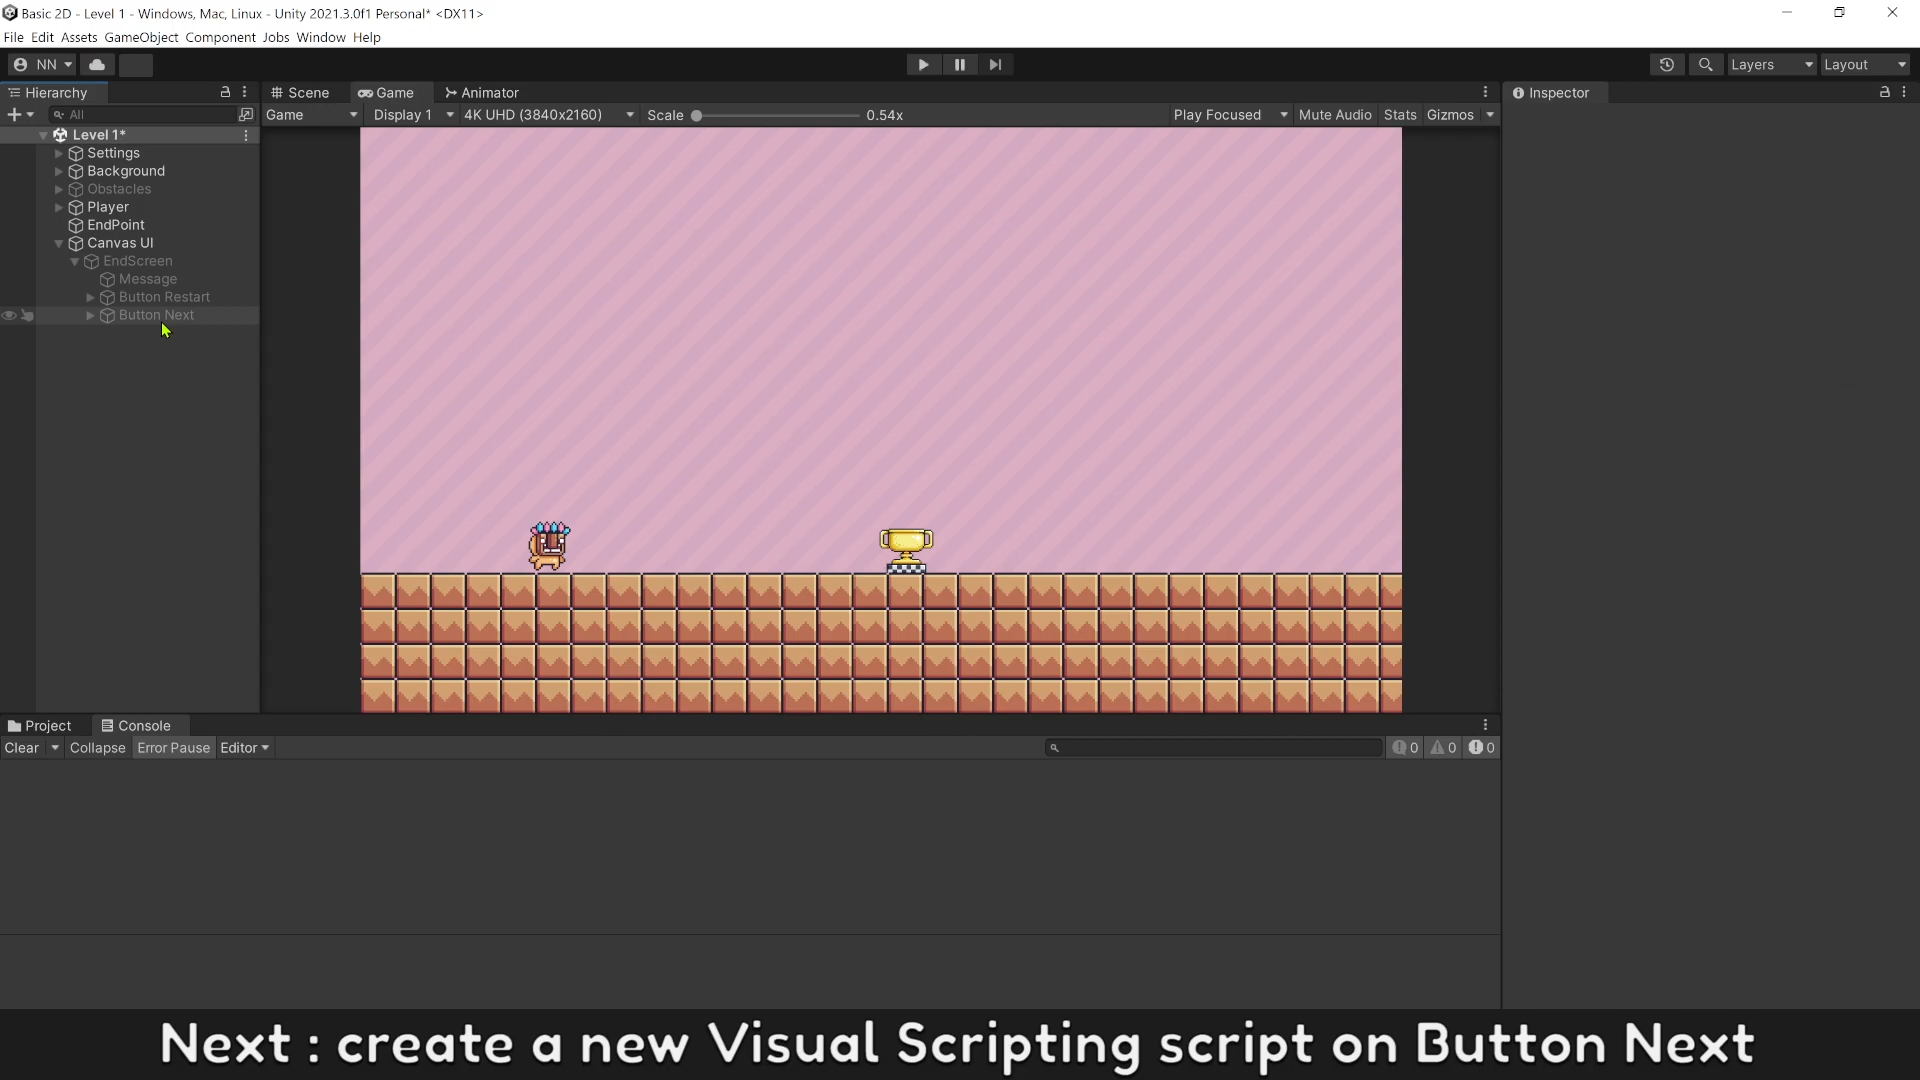 Basic 2D - Level 1 - Windows, Mac, Linux - Unity 2021.3.0f1 Personal* <DX11>
File Edit Assets GameObject Component Jobs Window Help
NN Layers Layout
Hierarchy Scene Game Animator Inspector
All Game Display 1 4K UHD (3840x2160) Scale 0.54x Play Focused Mute Audio Stats Gizmos
Level 1*
Settings
Background
Obstacles
Player
EndPoint
Canvas UI
EndScreen
Message
Button Restart
Button Next
Project Console
Clear Collapse Error Pause Editor 0 0 0
Next : create a new Visual Scripting script on Button Next